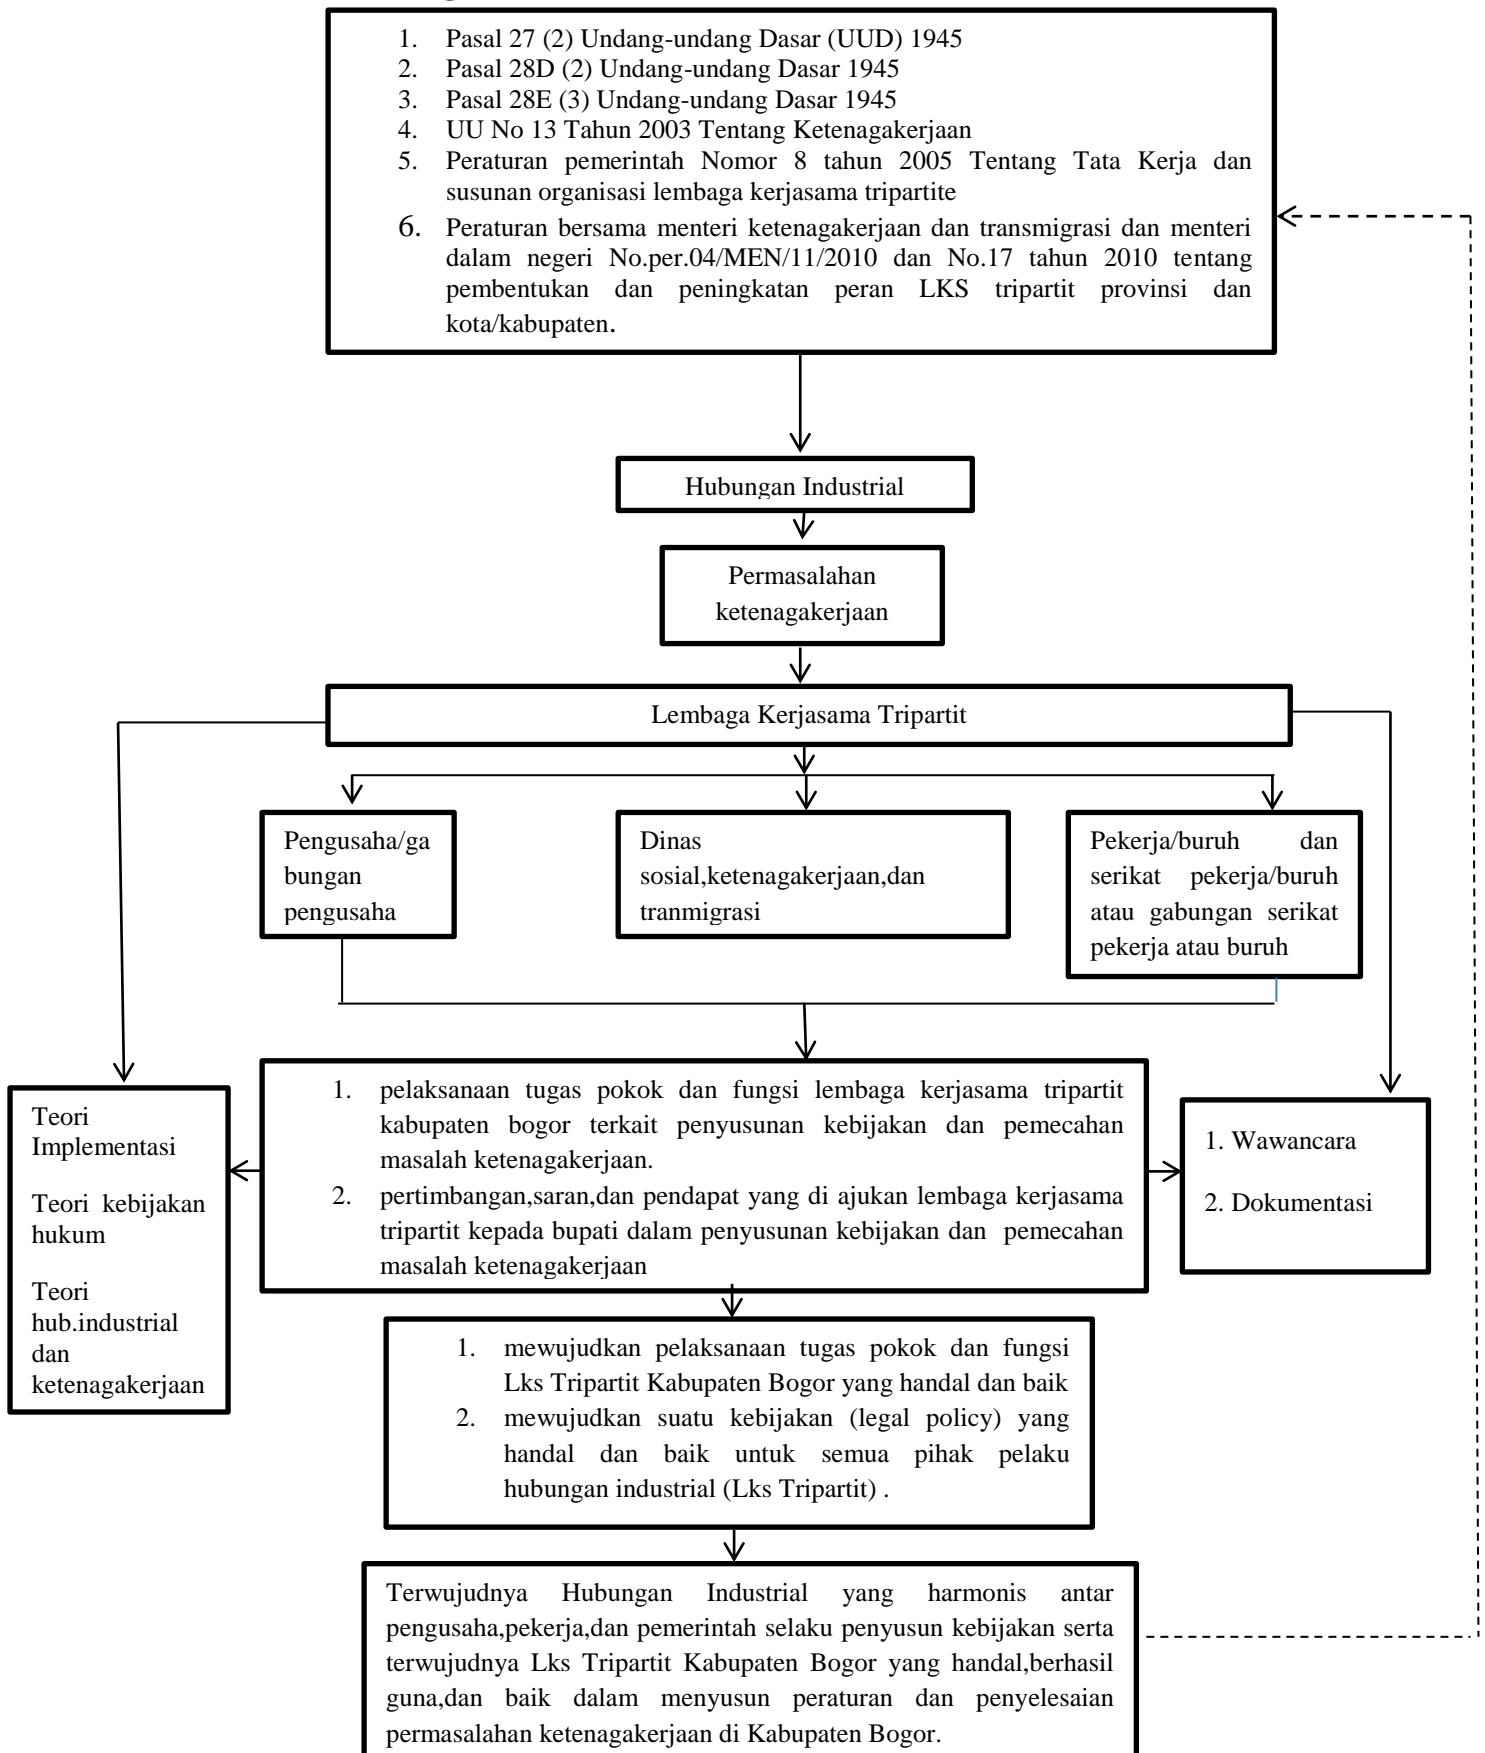 1. Pasal 27 (2) Undang-undang Dasar (UUD) 1945
2. Pasal 28D (2) Undang-undang Dasar 1945
3. Pasal 28E (3) Undang-undang Dasar 1945
4. UU No 13 Tahun 2003 Tentang Ketenagakerjaan
5. Peraturan pemerintah Nomor 8 tahun 2005 Tentang Tata Kerja dan
susunan organisasi lembaga kerjasama tripartite
6. Peraturan bersama menteri ketenagakerjaan dan transmigrasi dan menteri
dalam negeri No.per.04/MEN/11/2010 dan No.17 tahun 2010 tentang
pembentukan dan peningkatan peran LKS tripartit provinsi dan
kota/kabupaten.
Hubungan Industrial
Permasalahan
ketenagakerjaan
Lembaga Kerjasama Tripartit
Pengusaha/ga
bungan
pengusaha
Dinas
sosial,ketenagakerjaan,dan
tranmigrasi
Pekerja/buruh dan
serikat pekerja/buruh
atau gabungan serikat
pekerja atau buruh
Teori
Implementasi
Teori kebijakan
hukum
Teori
hub.industrial
dan
ketenagakerjaan
1. pelaksanaan tugas pokok dan fungsi lembaga kerjasama tripartit
kabupaten bogor terkait penyusunan kebijakan dan pemecahan
masalah ketenagakerjaan.
2. pertimbangan,saran,dan pendapat yang di ajukan lembaga kerjasama
tripartit kepada bupati dalam penyusunan kebijakan dan pemecahan
masalah ketenagakerjaan
1. Wawancara
2. Dokumentasi
1. mewujudkan pelaksanaan tugas pokok dan fungsi
Lks Tripartit Kabupaten Bogor yang handal dan baik
2. mewujudkan suatu kebijakan (legal policy) yang
handal dan baik untuk semua pihak pelaku
hubungan industrial (Lks Tripartit) .
Terwujudnya Hubungan Industrial yang harmonis antar
pengusaha,pekerja,dan pemerintah selaku penyusun kebijakan serta
terwujudnya Lks Tripartit Kabupaten Bogor yang handal,berhasil
guna,dan baik dalam menyusun peraturan dan penyelesaian
permasalahan ketenagakerjaan di Kabupaten Bogor.